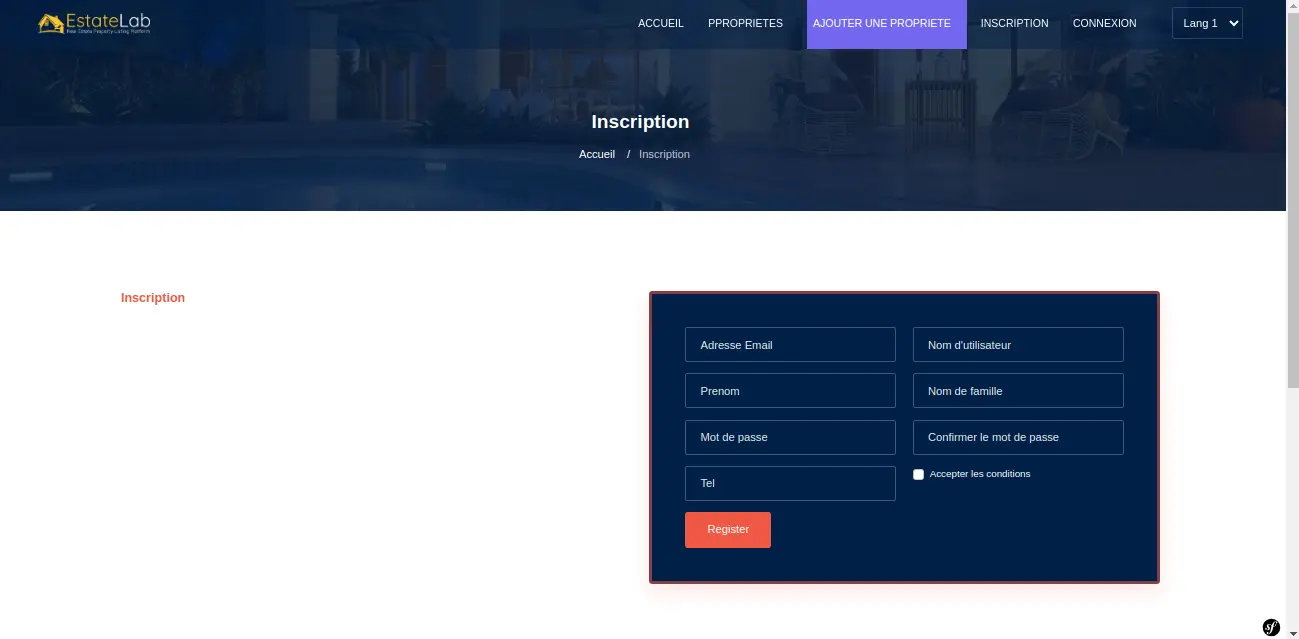 EstateLab
Real Estate Property Listing Platform
ACCUEIL PPROPRIETES AJOUTER UNE PROPRIETE INSCRIPTION CONNEXION Lang 1
Inscription
Accueil / Inscription
Inscription
Adresse Email Nom d'utilisateur
Prenom Nom de famille
Mot de passe Confirmer le mot de passe
Tel Accepter les conditions
Register
sf